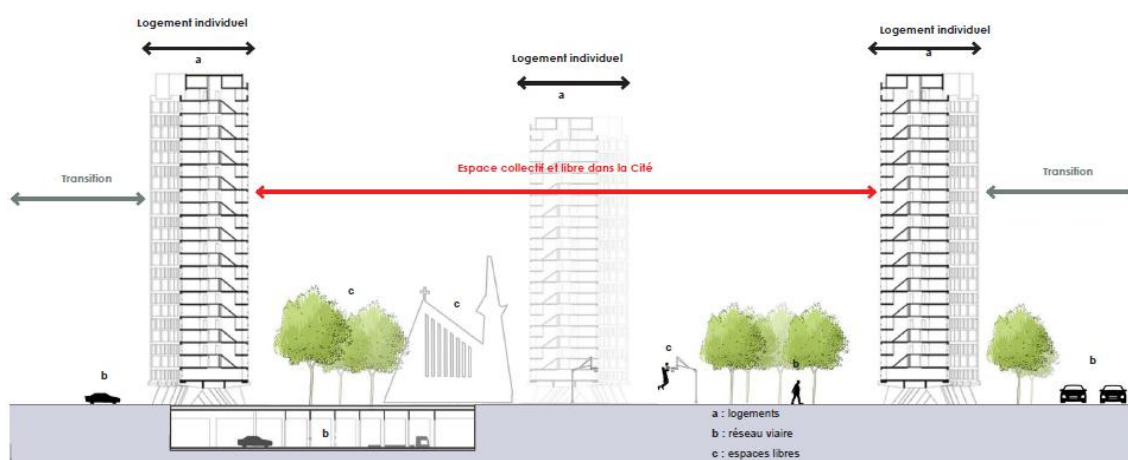 Logement individuel
a
Logement individuel
a
Logement individuel
a
Espace collectif et libre dans la Cité
Transition
Transition
c
c
c
b
b
b
b
a : logements
b : réseau viaire
c : espaces libres